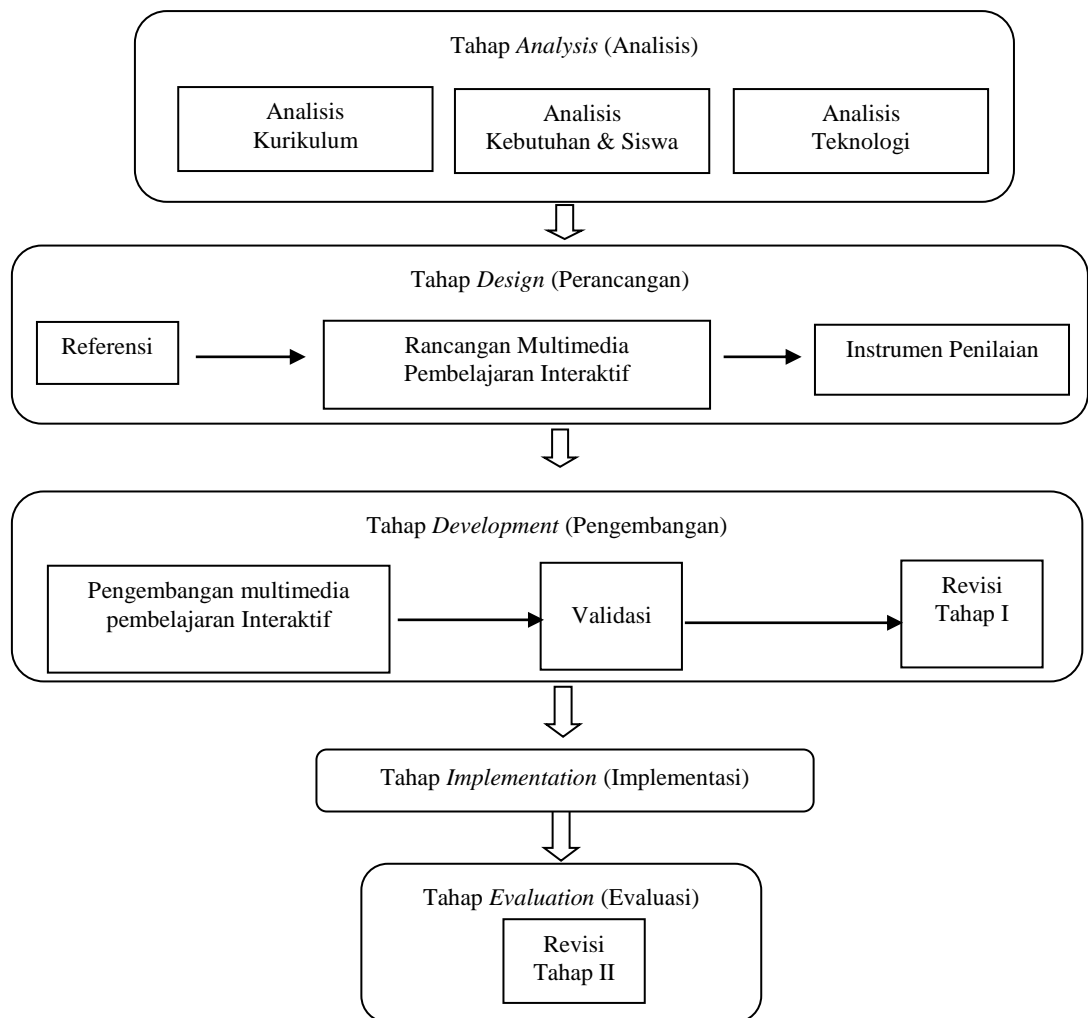 Tahap Analysis (Analisis)
Analisis
Kurikulum
Analisis
Kebutuhan & Siswa
Analisis
Teknologi
Tahap Design (Perancangan)
Referensi
Rancangan Multimedia
Pembelajaran Interaktif
Instrumen Penilaian
Tahap Development (Pengembangan)
Pengembangan multimedia
pembelajaran Interaktif
Validasi
Revisi
Tahap I
Tahap Implementation (Implementasi)
Tahap Evaluation (Evaluasi)
Revisi
Tahap II